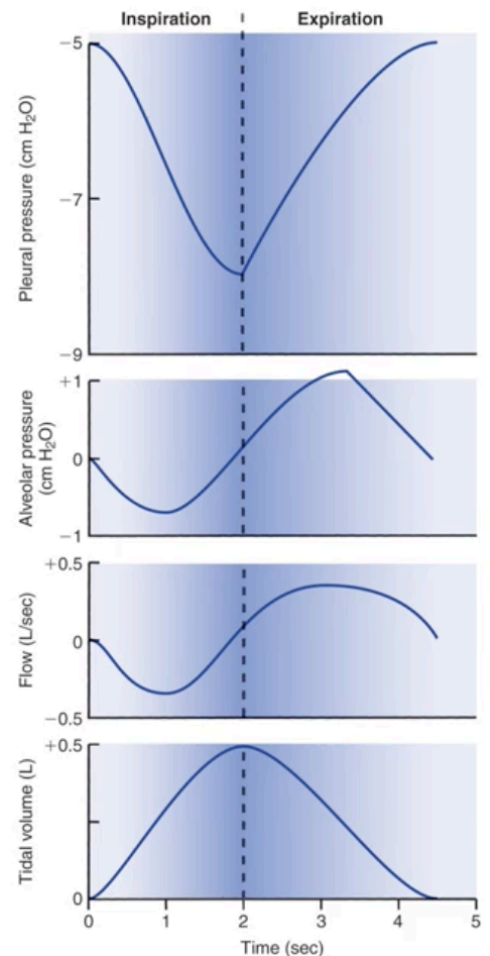 Inspiration Expiration
Pleural pressure (cm H₂O)
−5
−7
−9
Alveolar pressure
(cm H₂O)
+1
0
−1
Flow (L/sec)
+0.5
0
−0.5
Tidal volume (L)
+0.5
0
0 1 2 3 4 5
Time (sec)